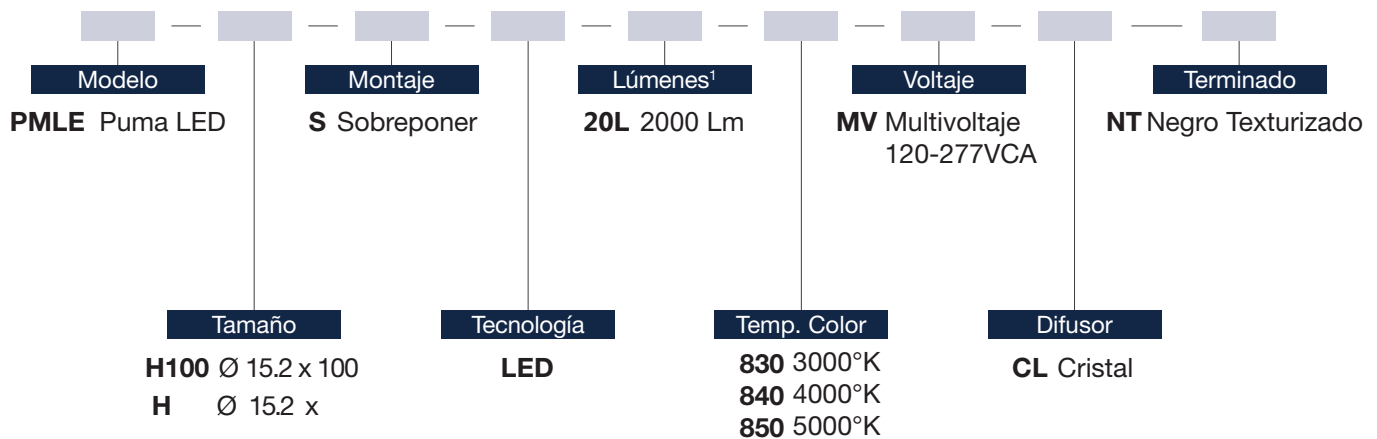 Modelo
Montaje
Lúmenes¹
Voltaje
Terminado
PMLE Puma LED
S Sobreponer
20L 2000 Lm
MV Multivoltaje
120-277VCA
NT Negro Texturizado
Tamaño
Tecnología
Temp. Color
Difusor
H100 Ø 15.2 x 100
H Ø 15.2 x
LED
830 3000°K
840 4000°K
850 5000°K
CL Cristal